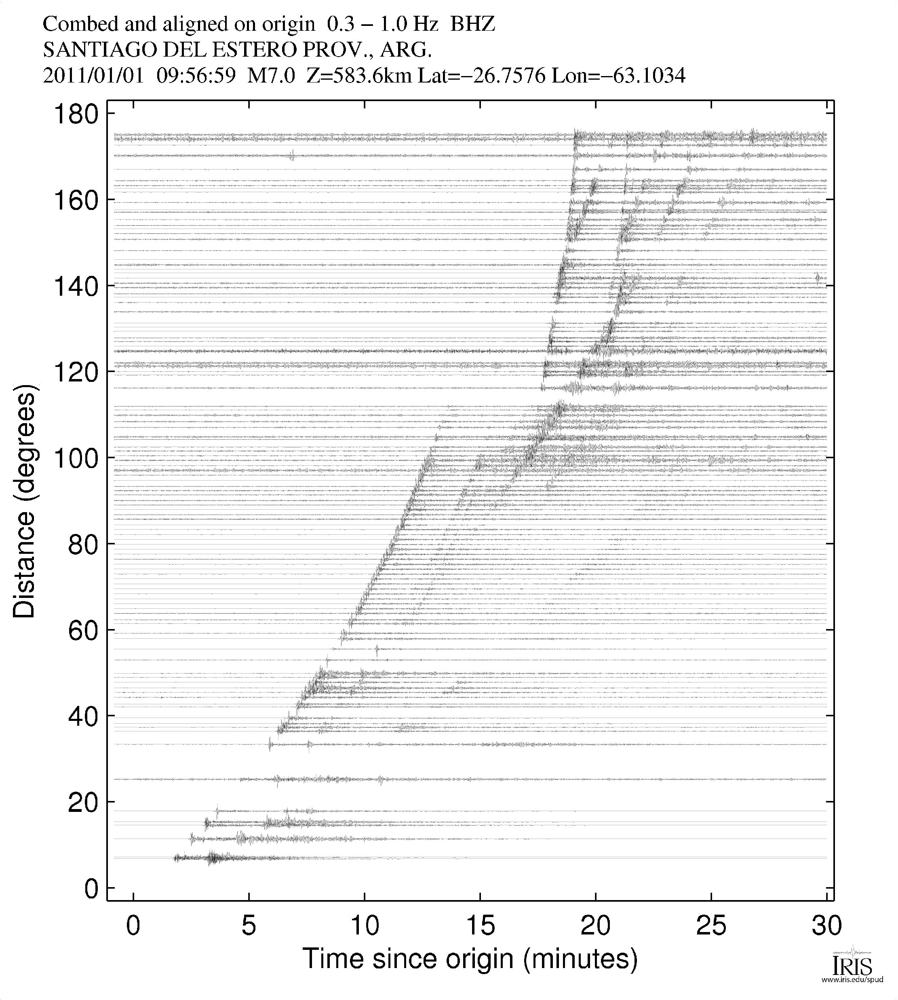 Combed and aligned on origin 0.3 − 1.0 Hz BHZ
SANTIAGO DEL ESTERO PROV., ARG.
2011/01/01 09:56:59 M7.0 Z=583.6km Lat=−26.7576 Lon=−63.1034
180
160
140
120
100
80
60
40
20
0
Distance (degrees)
0 5 10 15 20 25 30
Time since origin (minutes)
IRIS
www.iris.edu/spud